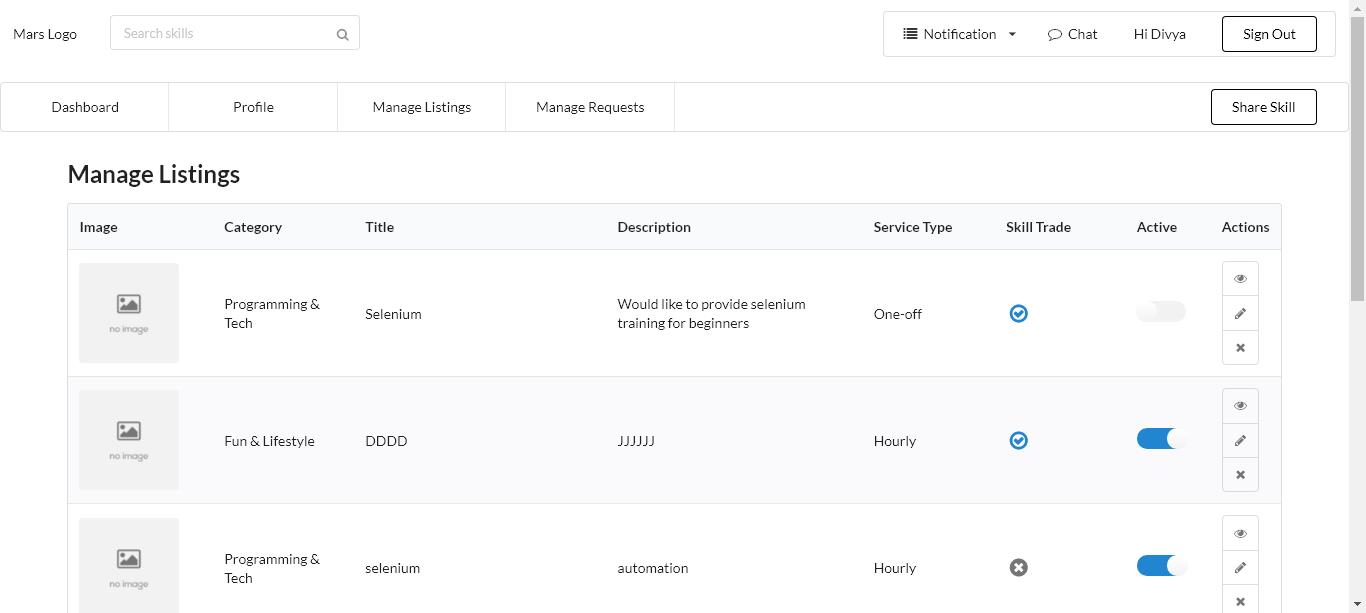 Mars Logo
Search skills
Notification
Chat
Hi Divya
Sign Out
Dashboard
Profile
Manage Listings
Manage Requests
Share Skill
Manage Listings
Image
Category
Title
Description
Service Type
Skill Trade
Active
Actions
no image
Programming &
Tech
Selenium
Would like to provide selenium
training for beginners
One-off
no image
Fun & Lifestyle
DDDD
JJJJJJ
Hourly
no image
Programming &
Tech
selenium
automation
Hourly